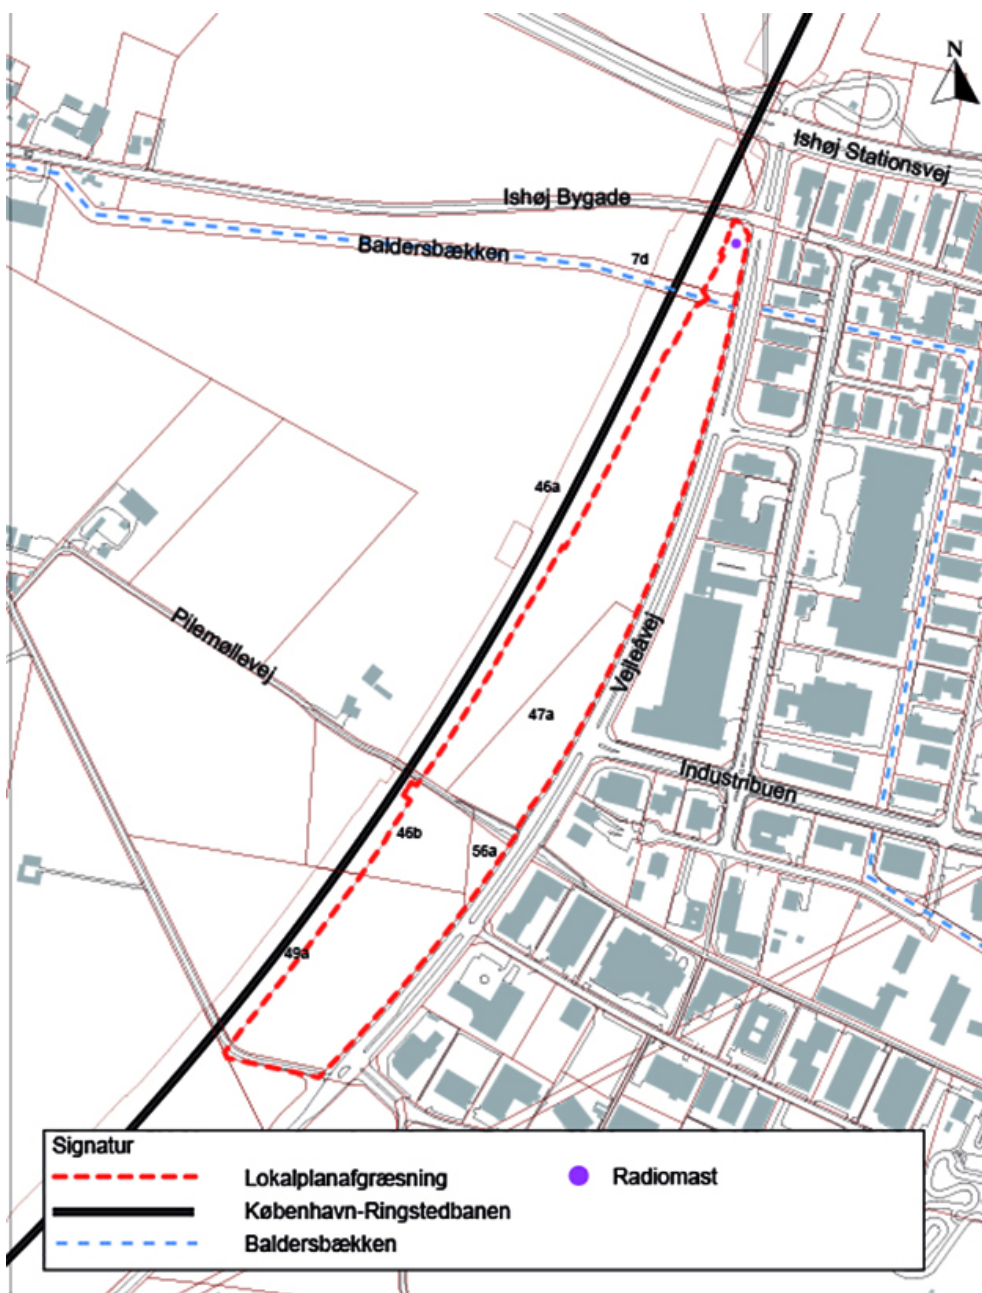 N
Ishøj Stationsvej
Ishøj Bygade
Baldersbækken
7d
46a
Pilemøllevej
Vejleåvej
47a
Industribuen
46b
56a
49a
Signatur
Lokalplanafgræsning
Radiomast
København-Ringstedbanen
Baldersbækken